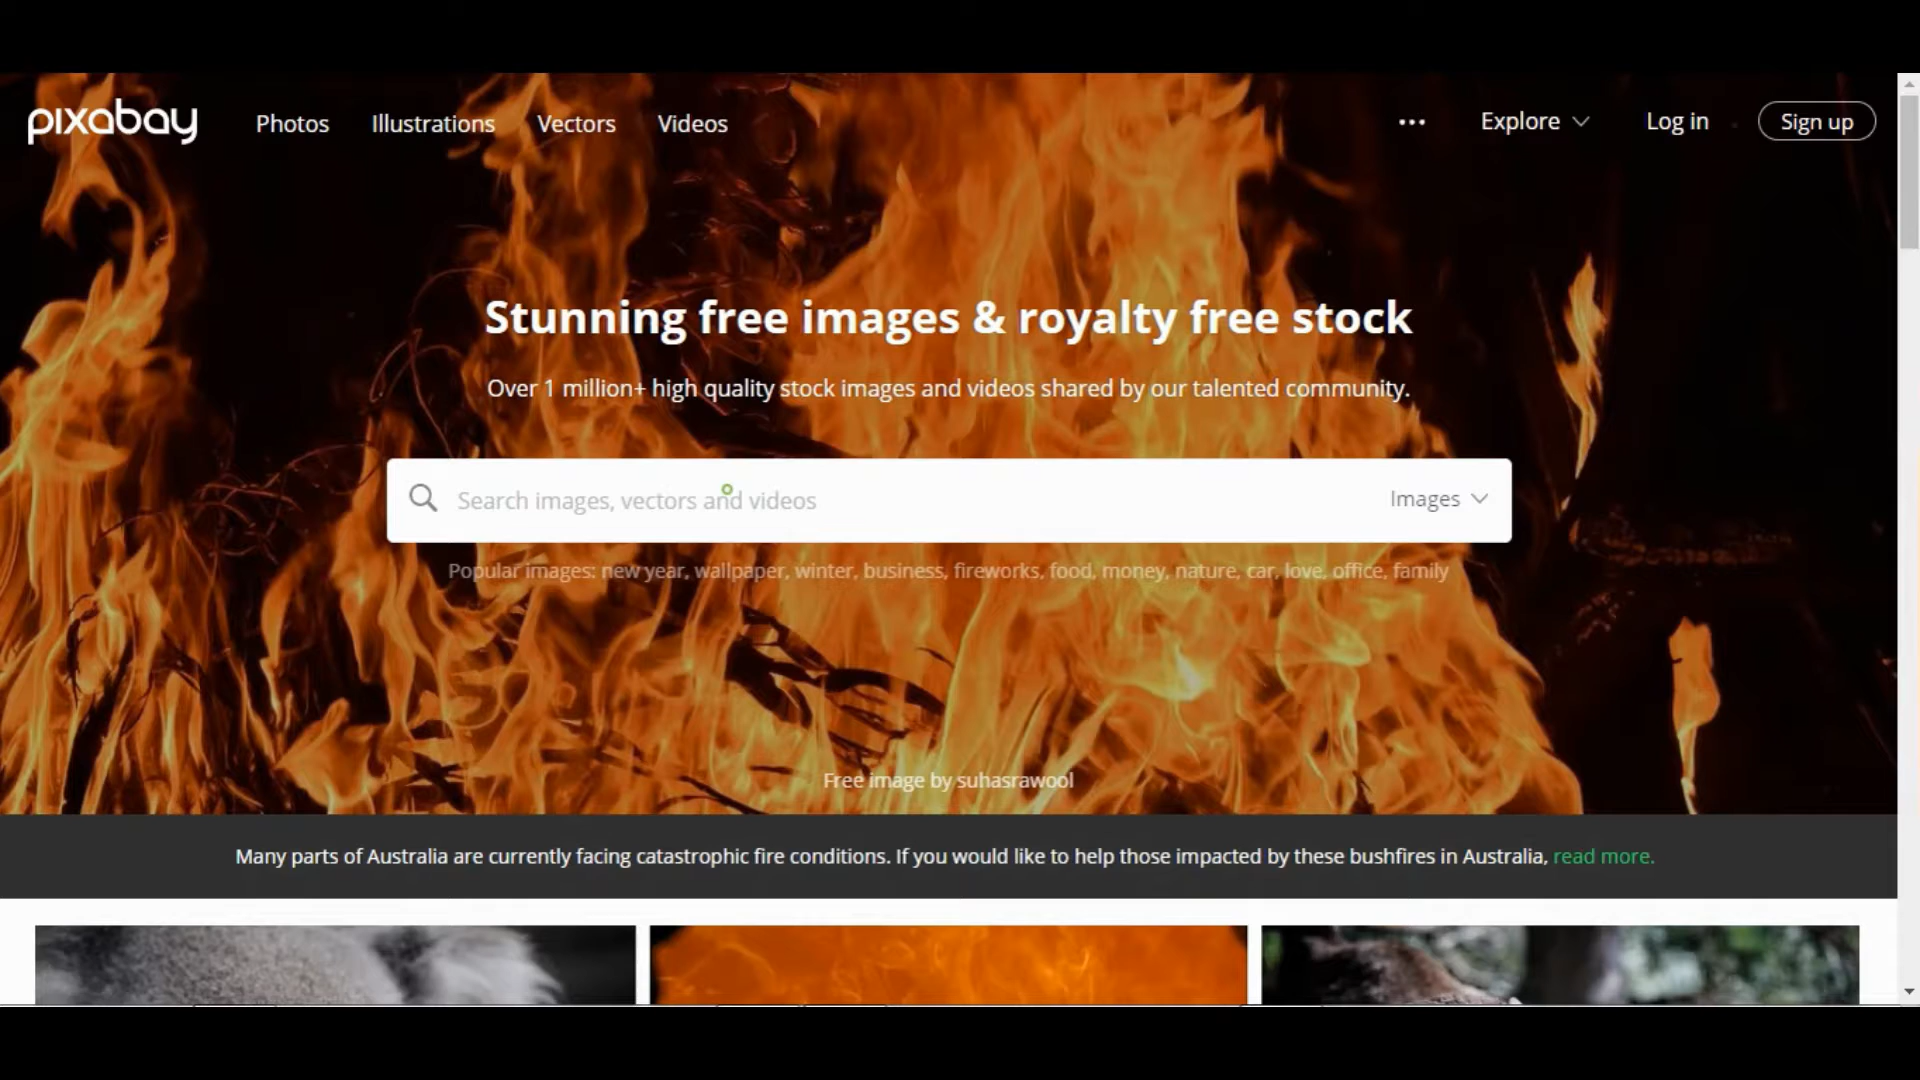 pixabay
Photos Illustrations Vectors Videos
Explore Log in Sign up
Stunning free images & royalty free stock
Over 1 million+ high quality stock images and videos shared by our talented community.
Search images, vectors and videos Images
Popular images: new year, wallpaper, winter, business, fireworks, food, money, nature, car, love, office, family
Free image by suhasrawool
Many parts of Australia are currently facing catastrophic fire conditions. If you would like to help those impacted by these bushfires in Australia, read more.